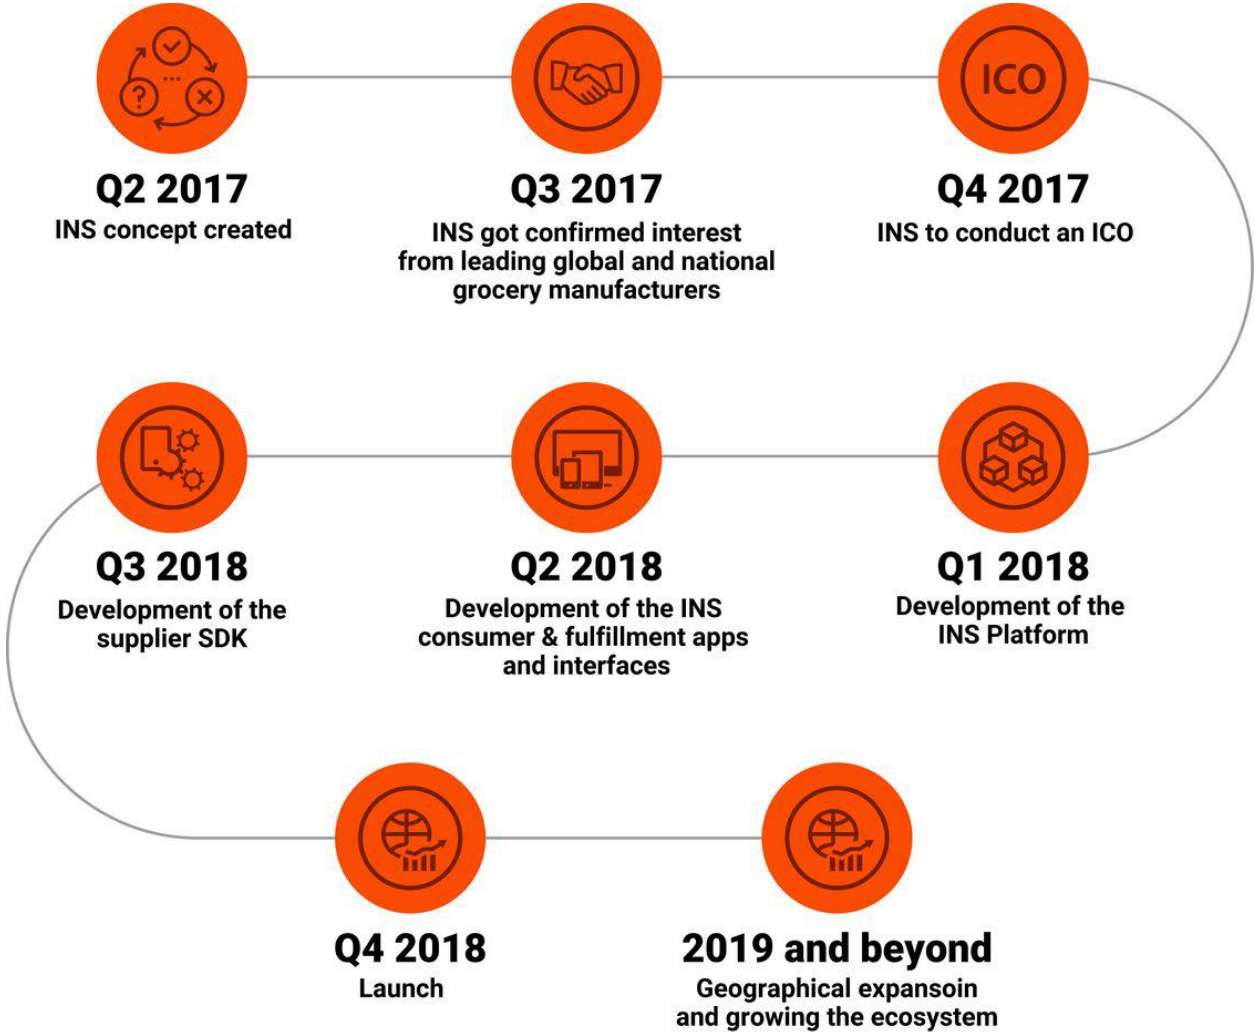 ICO
Q2 2017
INS concept created
Q3 2017
INS got confirmed interest
from leading global and national
grocery manufacturers
Q4 2017
INS to conduct an ICO
Q1 2018
Development of the
INS Platform
Q2 2018
Development of the INS
consumer & fulfillment apps
and interfaces
Q3 2018
Development of the
supplier SDK
Q4 2018
Launch
2019 and beyond
Geographical expansoin
and growing the ecosystem